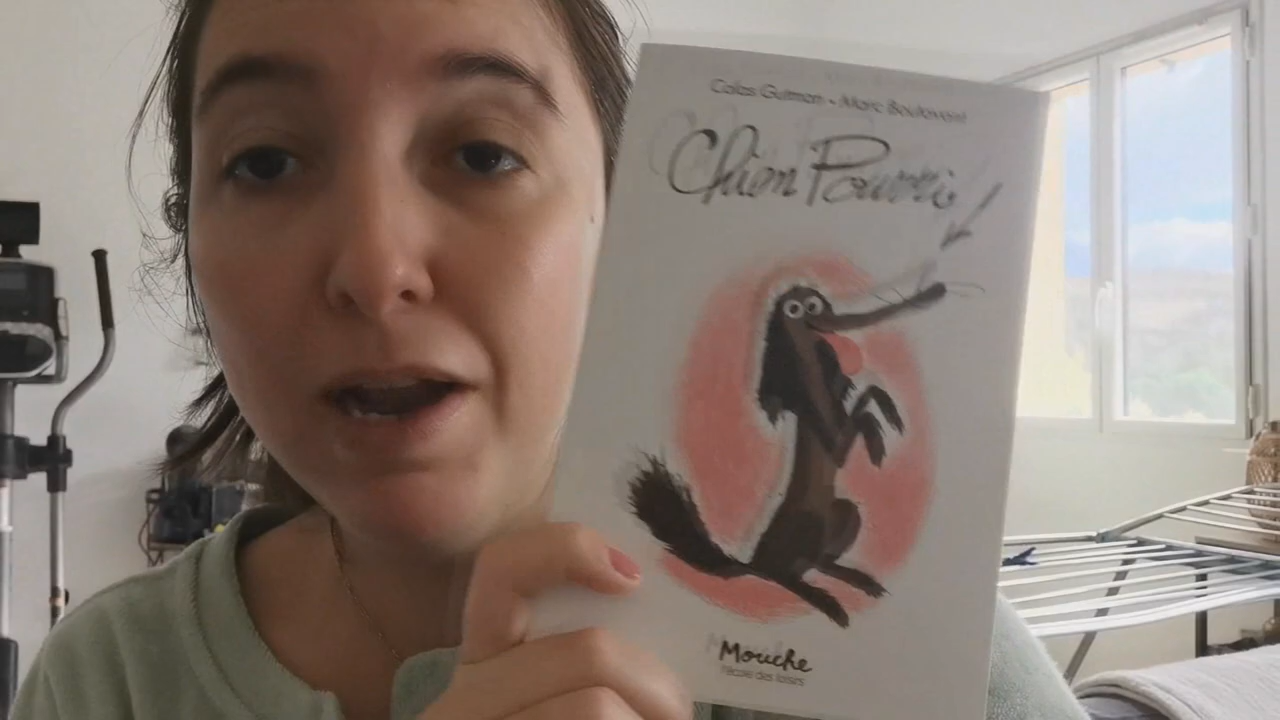 Colas Gutman • Marc Boutavant
Chien Pourri
Mouche
l'école des loisirs